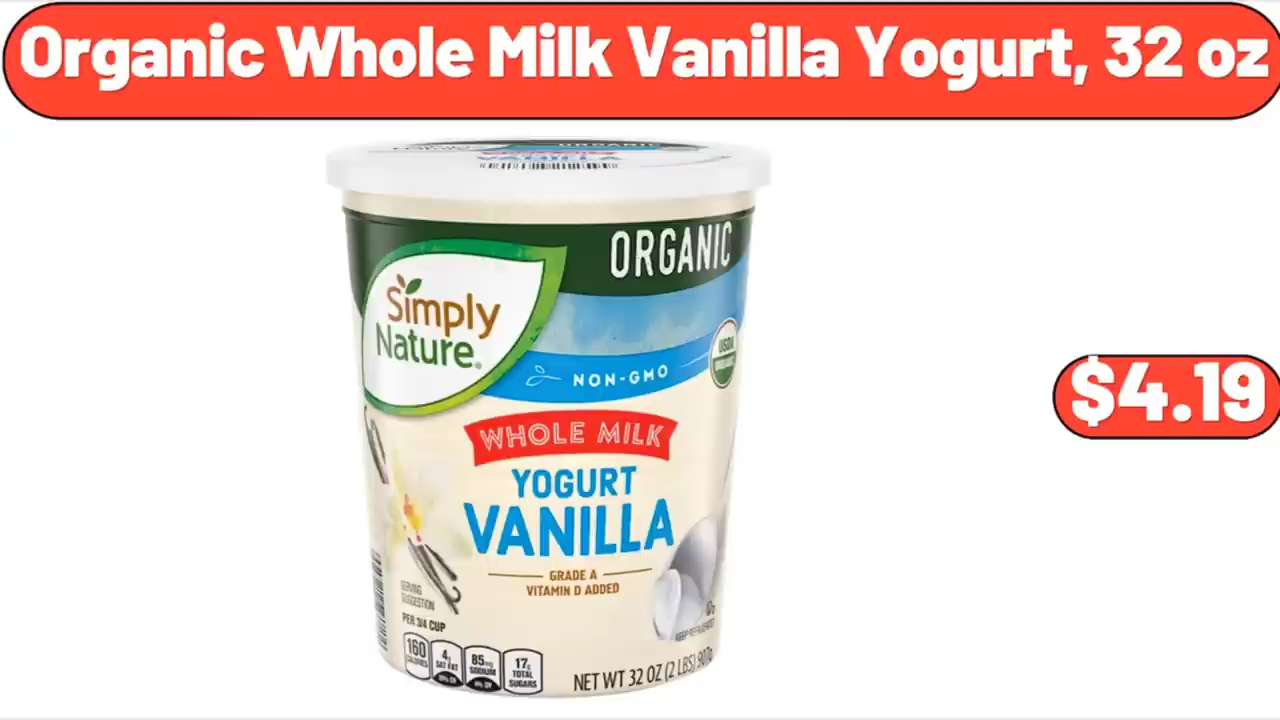 Organic Whole Milk Vanilla Yogurt, 32 oz
ORGANIC
VANILLA
ORGANIC
Simply
Nature®
NON-GMO
USDA
WHOLE MILK
YOGURT
VANILLA
GRADE A
VITAMIN D ADDED
SERVING
SUGGESTION
PER 3/4 CUP
160
CALORIES
4g
SAT FAT
85mg
SODIUM
17g
TOTAL
SUGARS
NET WT 32 OZ (2 LBS) 907g
$4.19